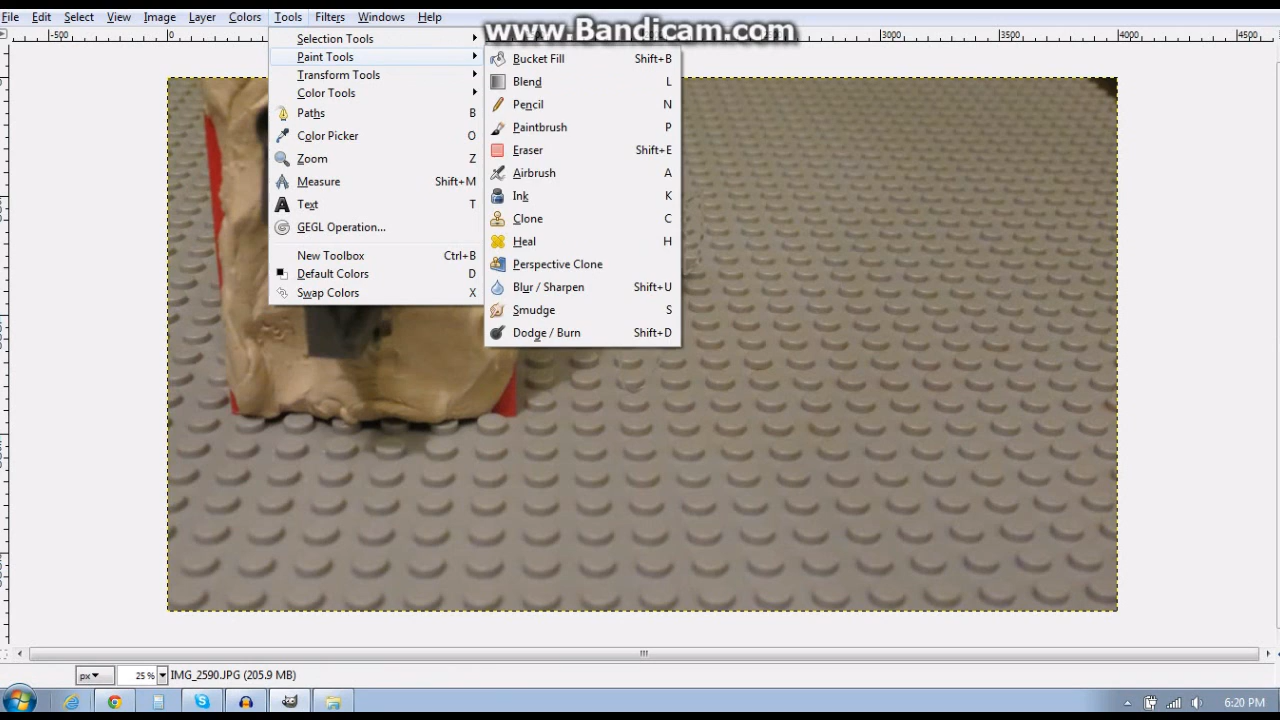 File Edit Select View Image Layer Colors Tools Filters Windows Help
www.Bandicam.com
-500 0 3000 3500 4000 4500
Selection Tools
Paint Tools
Transform Tools
Color Tools
Paths B
Color Picker O
Zoom Z
Measure Shift+M
Text T
GEGL Operation...
New Toolbox Ctrl+B
Default Colors D
Swap Colors X
Bucket Fill Shift+B
Blend L
Pencil N
Paintbrush P
Eraser Shift+E
Airbrush A
Ink K
Clone C
Heal H
Perspective Clone
Blur / Sharpen Shift+U
Smudge S
Dodge / Burn Shift+D
px 25 % IMG_2590.JPG (205.9 MB)
6:20 PM